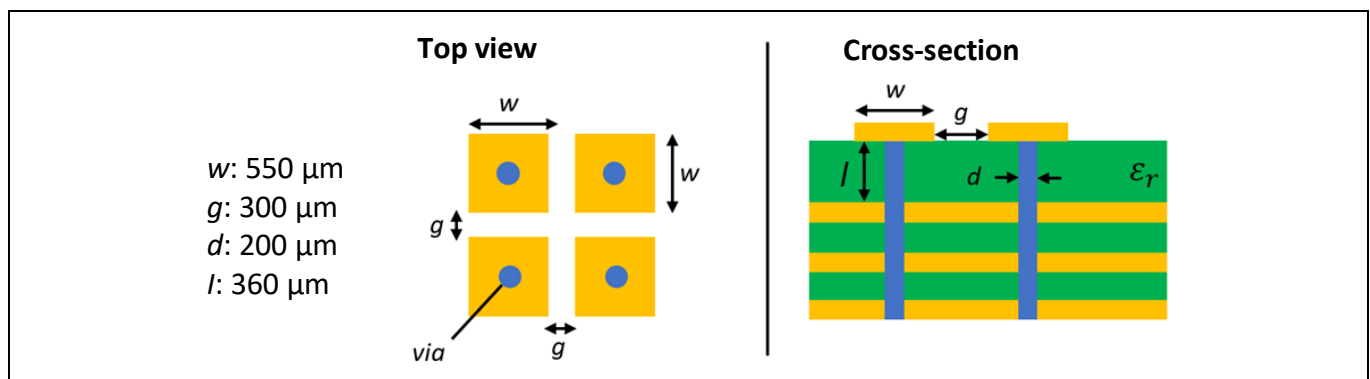 Top view
w
w
g
g
via
w: 550 μm
g: 300 μm
d: 200 μm
l: 360 μm
Cross-section
w
g
l
d
εr